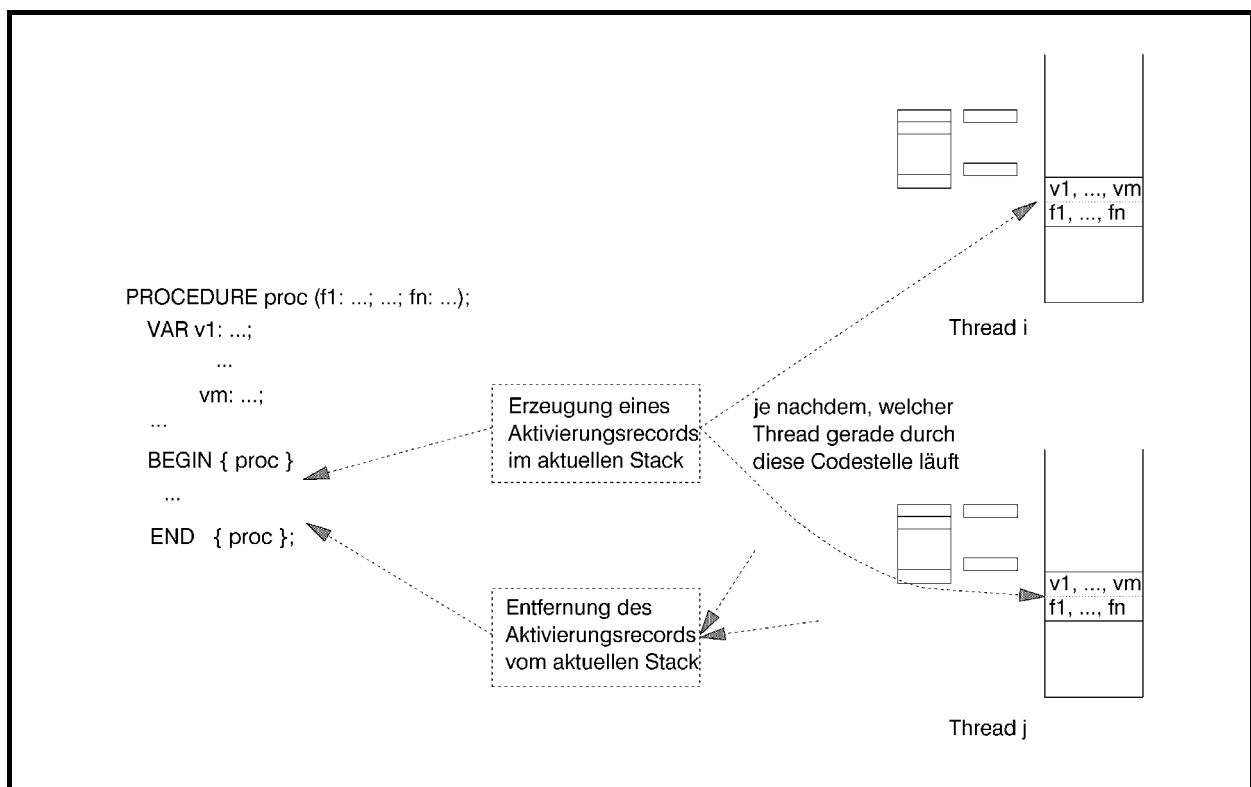 PROCEDURE proc (f1: ...; ...; fn: ...);
VAR v1: ...;
...
vm: ...;
...
BEGIN { proc }
...
END { proc };
Erzeugung eines
Aktivierungsrecords
im aktuellen Stack
Entfernung des
Aktivierungsrecords
vom aktuellen Stack
je nachdem, welcher
Thread gerade durch
diese Codestelle läuft
v1, ..., vm
f1, ..., fn
Thread i
v1, ..., vm
f1, ..., fn
Thread j